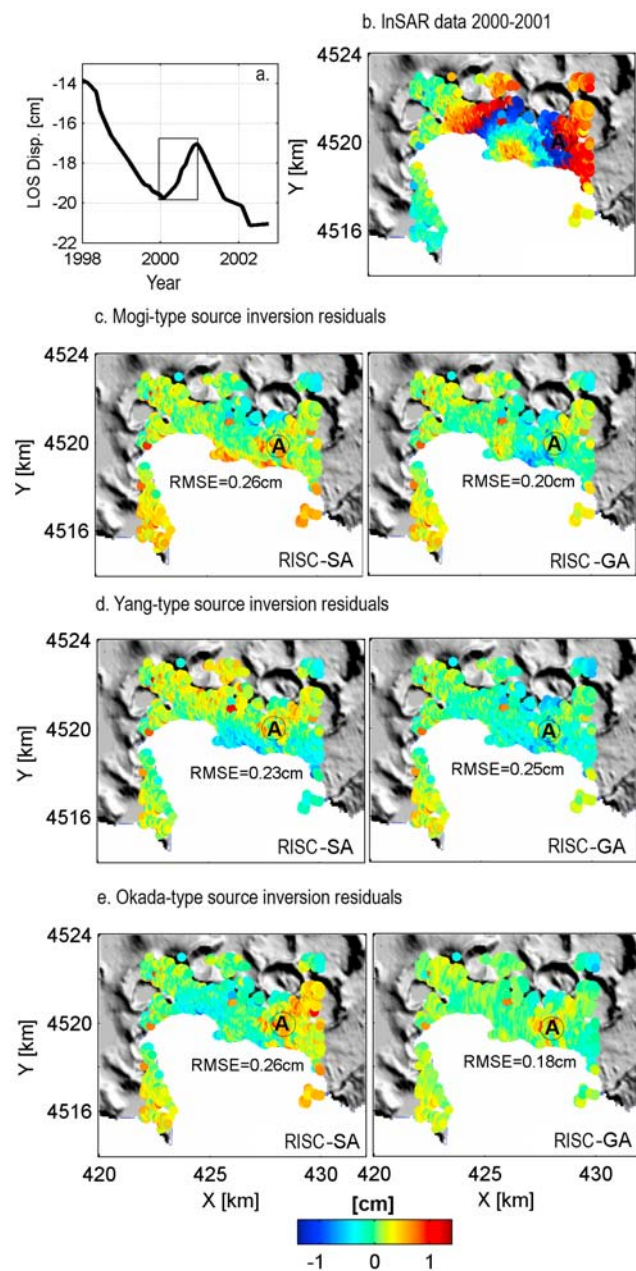 b. InSAR data 2000-2001
a.
LOS Disp. [cm]
-14
-16
-18
-20
-22
1998 2000 2002
Year
Y [km]
4524
4520
4516
A
c. Mogi-type source inversion residuals
Y [km]
4524
4520
4516
A
RMSE=0.26cm
RISC-SA
A
RMSE=0.20cm
RISC-GA
d. Yang-type source inversion residuals
Y [km]
4524
4520
4516
A
RMSE=0.23cm
RISC-SA
A
RMSE=0.25cm
RISC-GA
e. Okada-type source inversion residuals
Y [km]
4524
4520
4516
A
RMSE=0.26cm
RISC-SA
A
RMSE=0.18cm
RISC-GA
420 425 430 420 425 430
X [km] X [km]
[cm]
-1 0 1